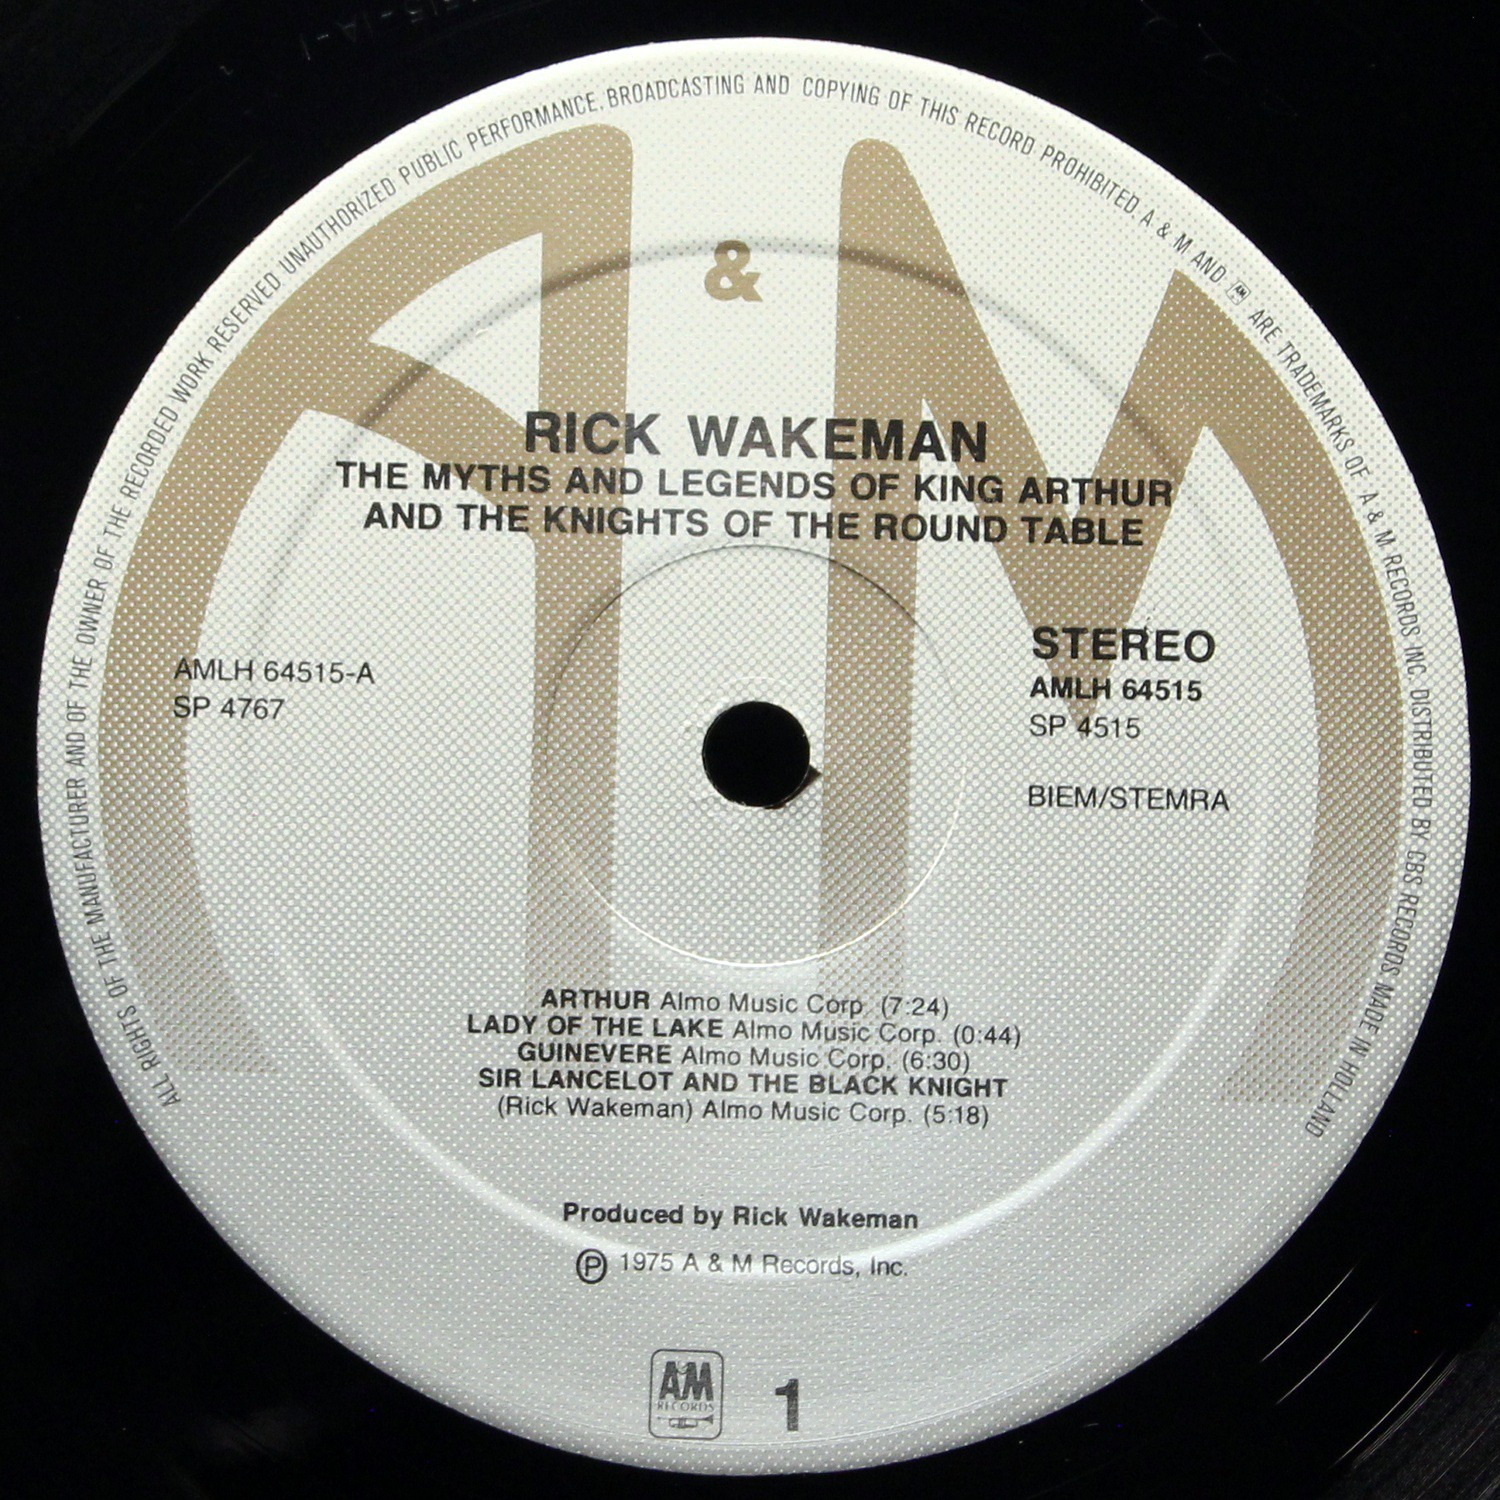 ALL RIGHTS OF THE MANUFACTURER AND OF THE OWNER OF THE RECORDED WORK RESERVED UNAUTHORIZED PUBLIC PERFORMANCE, BROADCASTING AND COPYING OF THIS RECORD PROHIBITED. A & M AND AM ARE TRADEMARKS OF A & M RECORDS INC. DISTRIBUTED BY CBS RECORDS MADE IN HOLLAND
A & M
RICK WAKEMAN
THE MYTHS AND LEGENDS OF KING ARTHUR
AND THE KNIGHTS OF THE ROUND TABLE
AMLH 64515-A
SP 4767
STEREO
AMLH 64515
SP 4515
BIEM/STEMRA
ARTHUR Almo Music Corp. (7:24)
LADY OF THE LAKE Almo Music Corp. (0:44)
GUINEVERE Almo Music Corp. (6:30)
SIR LANCELOT AND THE BLACK KNIGHT
(Rick Wakeman) Almo Music Corp. (5:18)
Produced by Rick Wakeman
℗ 1975 A & M Records, Inc.
AM
RECORDS
1